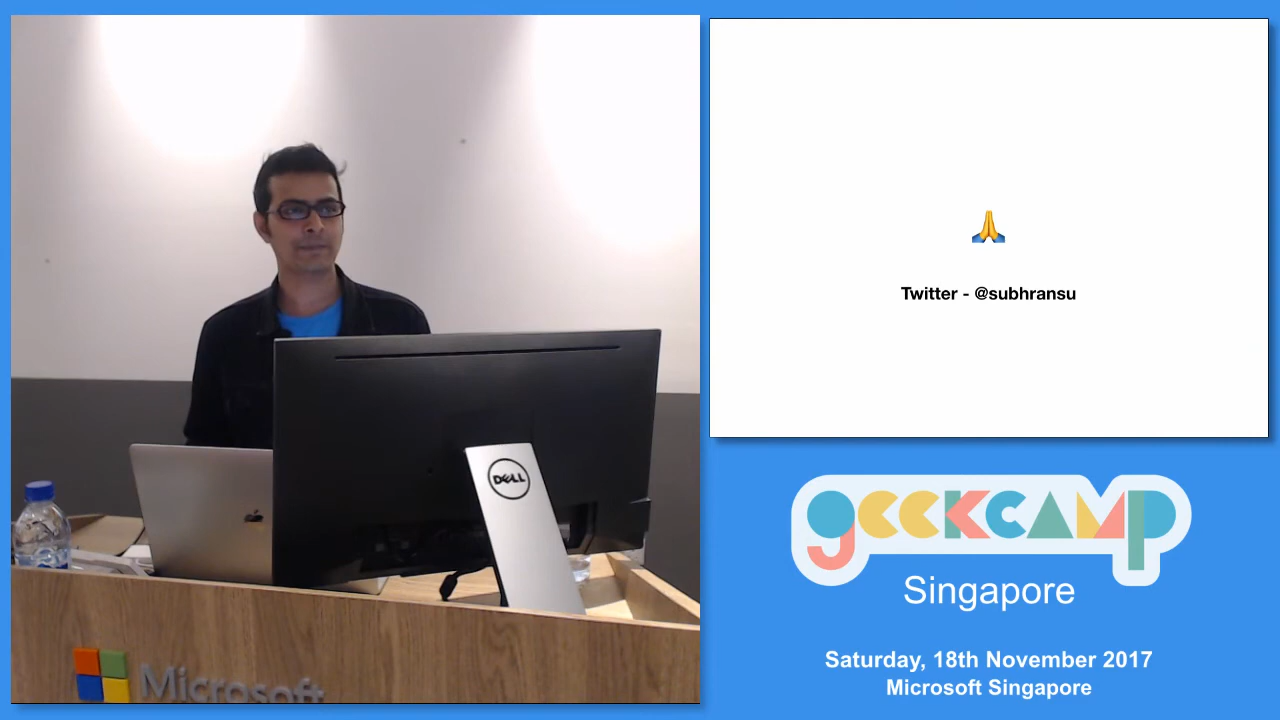 DELL
Microsoft
Twitter - @subhransu
geekcamp
Singapore
Saturday, 18th November 2017
Microsoft Singapore